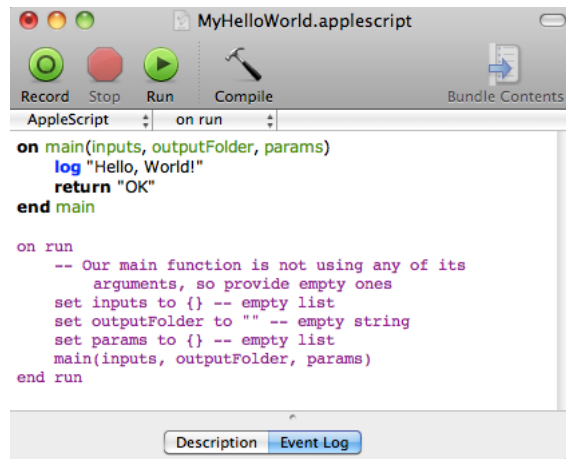 MyHelloWorld.applescript
Record Stop Run Compile Bundle Contents
AppleScript on run
on main(inputs, outputFolder, params)
log "Hello, World!"
return "OK"
end main
on run
-- Our main function is not using any of its
arguments, so provide empty ones
set inputs to {} -- empty list
set outputFolder to "" -- empty string
set params to {} -- empty list
main(inputs, outputFolder, params)
end run
Description Event Log